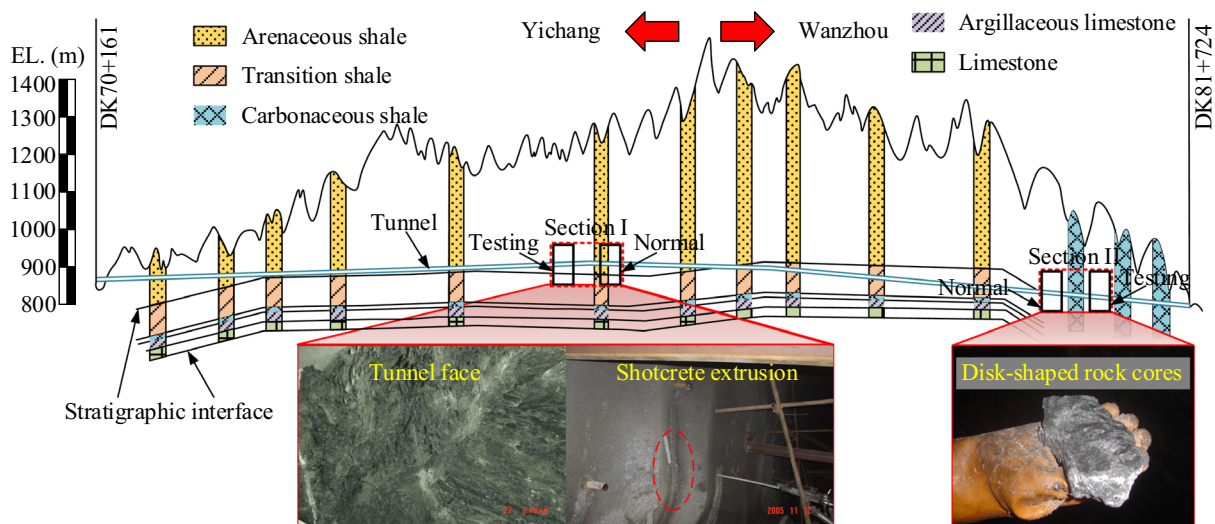 DK70+161
EL. (m)
1400
1300
1200
1100
1000
900
800
Arenaceous shale
Transition shale
Carbonaceous shale
Yichang
Wanzhou
Argillaceous limestone
Limestone
DK81+724
Tunnel
Testing
Section I
Normal
Section II
Normal
Testing
Stratigraphic interface
Tunnel face
Shotcrete extrusion
2005 11 12
Disk-shaped rock cores